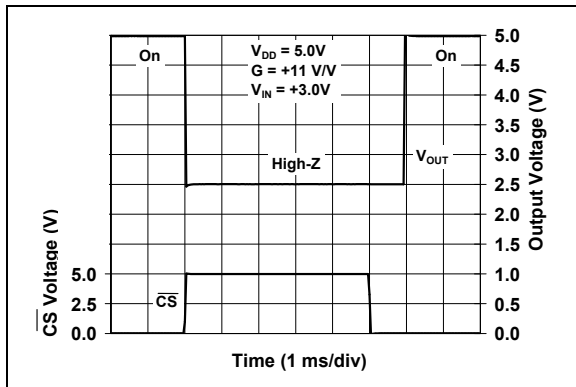 On
V_DD = 5.0V
G = +11 V/V
V_IN = +3.0V
On
High-Z
V_OUT
CS
5.0
4.5
4.0
3.5
3.0
2.5
2.0
1.5
1.0
0.5
0.0
Output Voltage (V)
5.0
2.5
0.0
CS Voltage (V)
Time (1 ms/div)